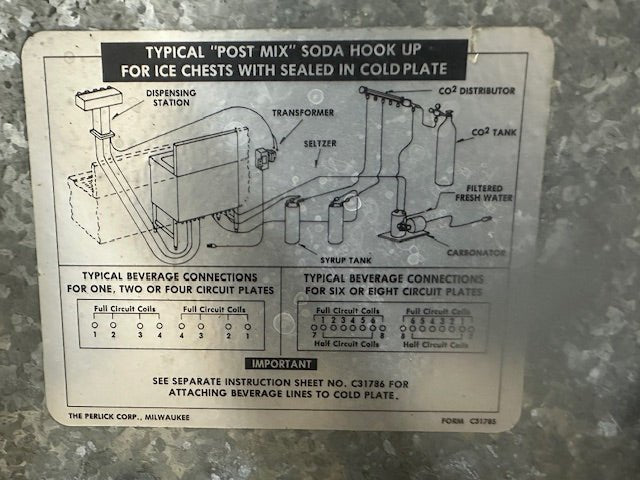 TYPICAL "POST MIX" SODA HOOK UP
FOR ICE CHESTS WITH SEALED IN COLD PLATE
DISPENSING
STATION
TRANSFORMER
SELTZER
CO2 DISTRIBUTOR
CO2 TANK
FILTERED
FRESH WATER
CARBONATOR
SYRUP TANK
TYPICAL BEVERAGE CONNECTIONS
FOR ONE, TWO OR FOUR CIRCUIT PLATES
Full Circuit Coils Full Circuit Coils
1 2 3 4 4 3 2 1
TYPICAL BEVERAGE CONNECTIONS
FOR SIX OR EIGHT CIRCUIT PLATES
Full Circuit Coils Full Circuit Coils
1 2 3 4 5 6 6 5 4 3 2 1
7 8 8
Half Circuit Coils Half Circuit Coils
IMPORTANT
SEE SEPARATE INSTRUCTION SHEET NO. C31786 FOR
ATTACHING BEVERAGE LINES TO COLD PLATE.
THE PERLICK CORP., MILWAUKEE
FORM C31785